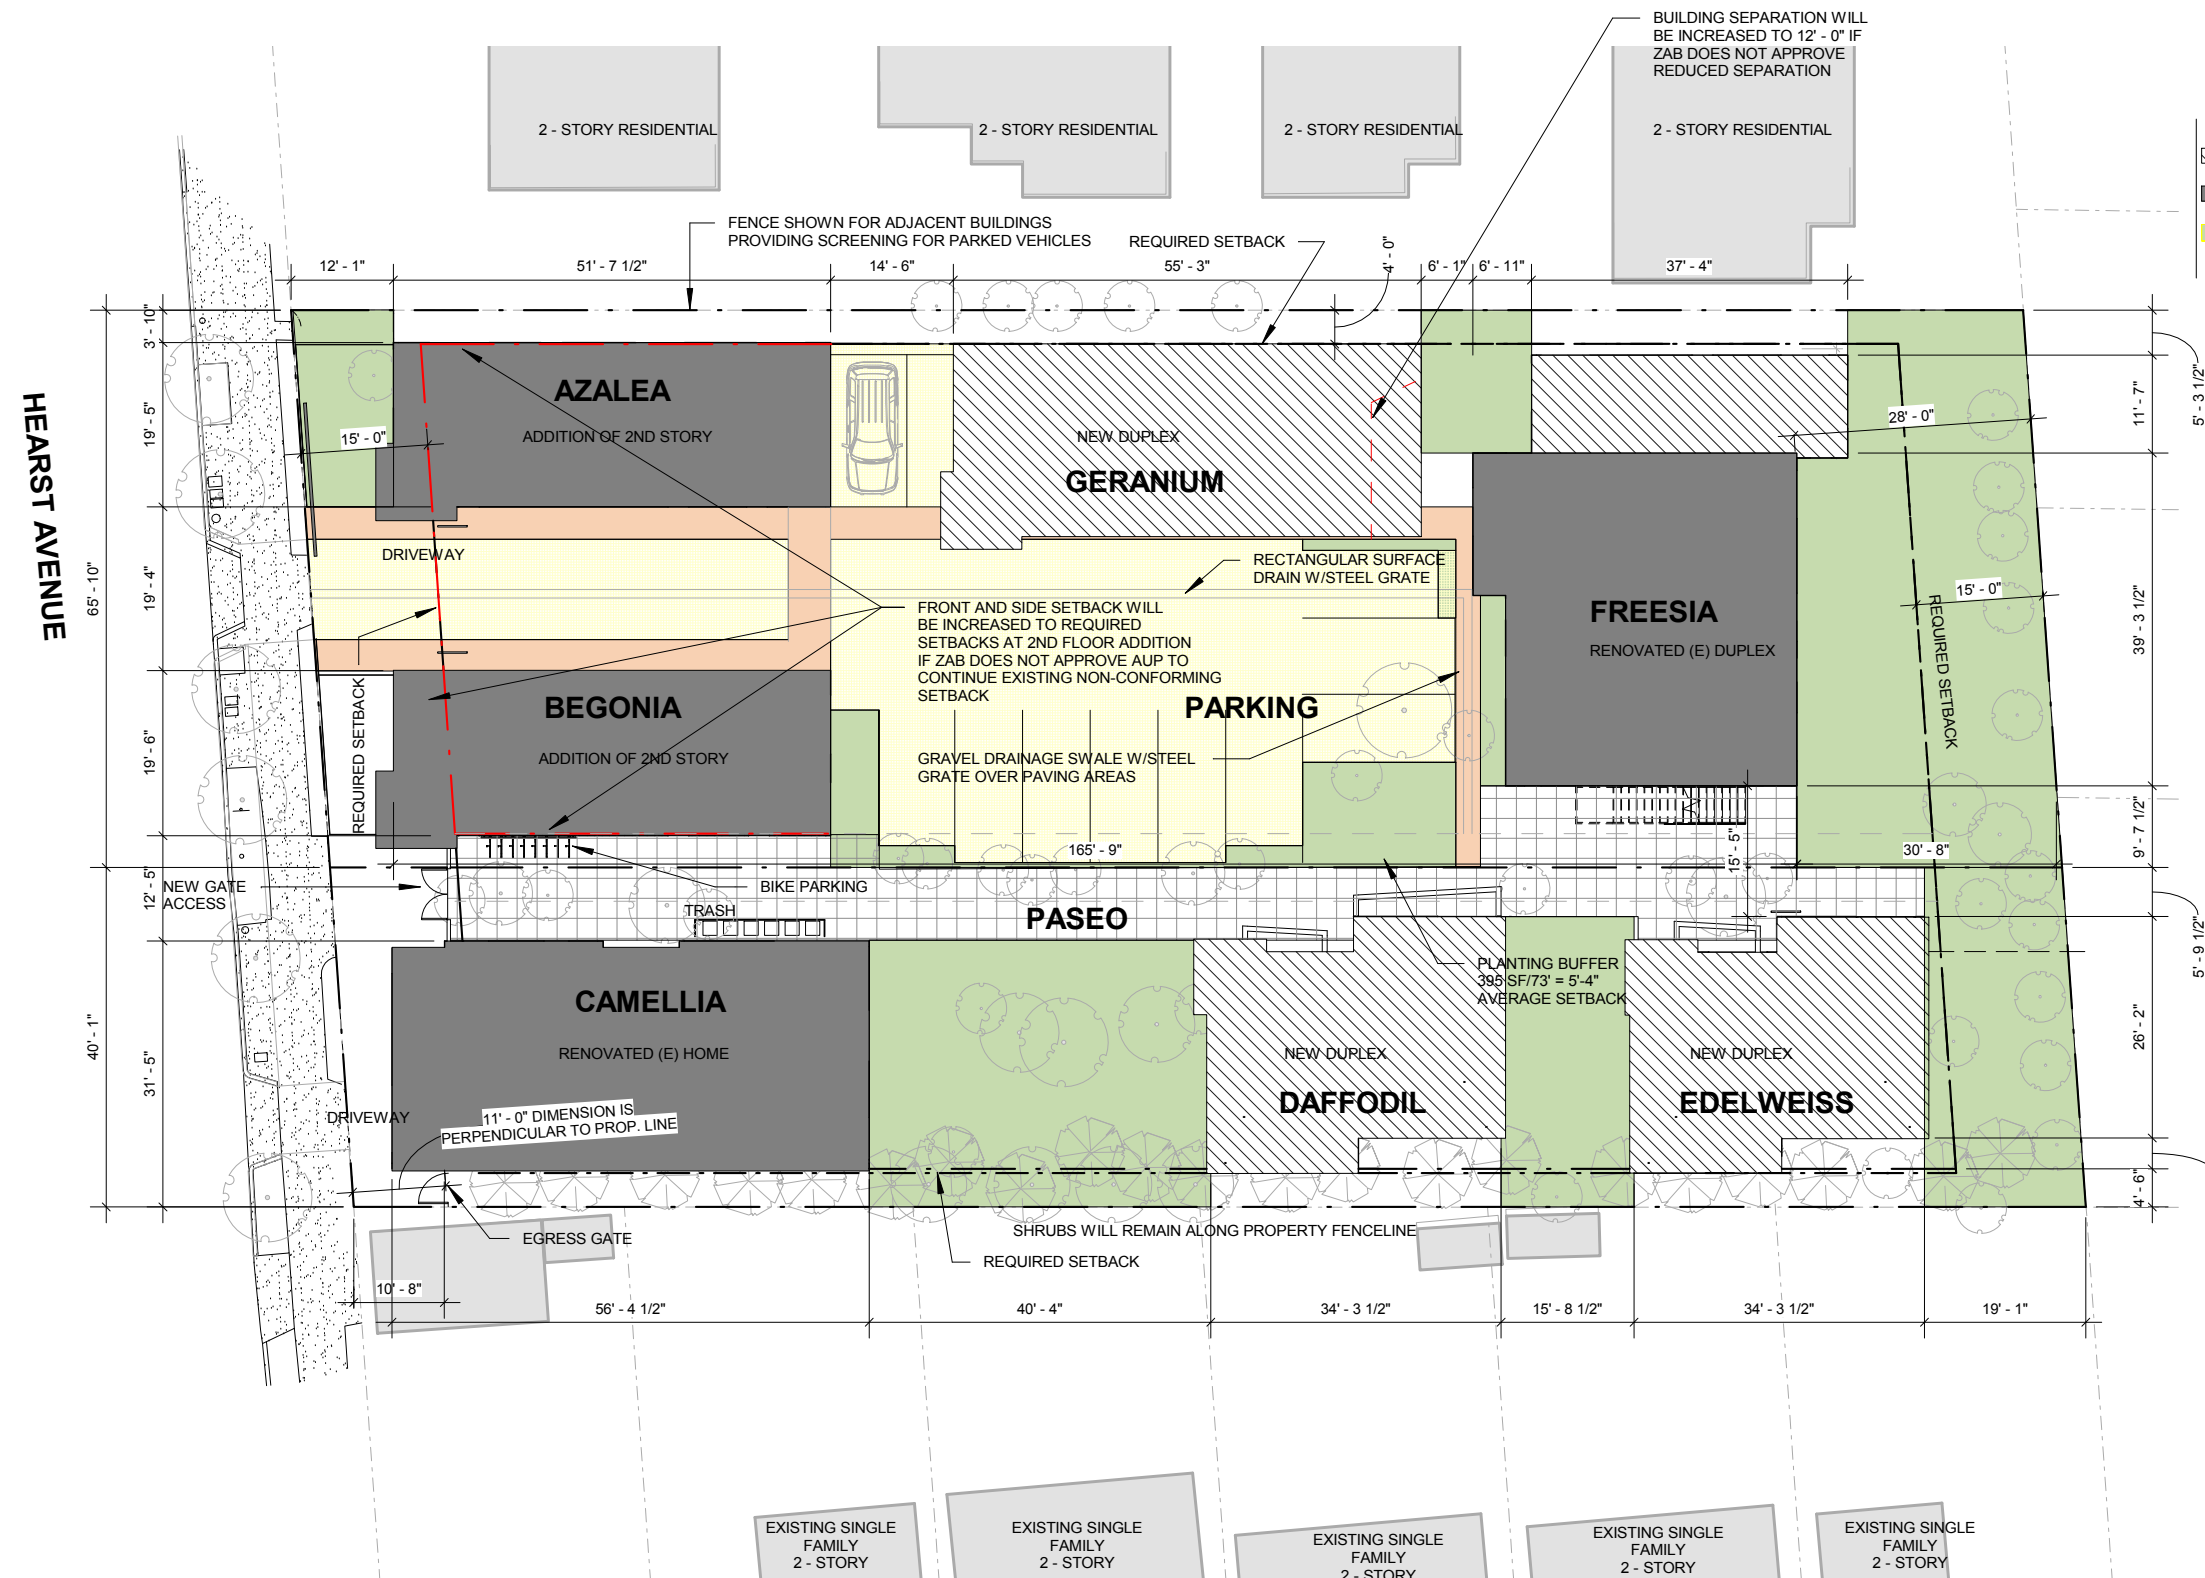 BUILDING SEPARATION WILL
BE INCREASED TO 12' - 0" IF
ZAB DOES NOT APPROVE
REDUCED SEPARATION
2 - STORY RESIDENTIAL
2 - STORY RESIDENTIAL
2 - STORY RESIDENTIAL
2 - STORY RESIDENTIAL
FENCE SHOWN FOR ADJACENT BUILDINGS
PROVIDING SCREENING FOR PARKED VEHICLES
REQUIRED SETBACK
4' - 0"
12' - 1"
51' - 7 1/2"
14' - 6"
55' - 3"
6' - 1"
6' - 11"
37' - 4"
3' - 10"
19' - 5"
65' - 10"
19' - 4"
19' - 6"
12' - 5"
40' - 1"
31' - 5"
HEARST AVENUE
AZALEA
ADDITION OF 2ND STORY
15' - 0"
NEW DUPLEX
GERANIUM
28' - 0"
11' - 7"
5' - 3 1/2"
DRIVEWAY
RECTANGULAR SURFACE
DRAIN W/STEEL GRATE
FRONT AND SIDE SETBACK WILL
BE INCREASED TO REQUIRED
SETBACKS AT 2ND FLOOR ADDITION
IF ZAB DOES NOT APPROVE AUP TO
CONTINUE EXISTING NON-CONFORMING
SETBACK
FREESIA
RENOVATED (E) DUPLEX
15' - 0"
REQUIRED SETBACK
39' - 3 1/2"
REQUIRED SETBACK
BEGONIA
ADDITION OF 2ND STORY
PARKING
GRAVEL DRAINAGE SWALE W/STEEL
GRATE OVER PAVING AREAS
165' - 9"
15' - 5"
30' - 8"
9' - 7 1/2"
NEW GATE
ACCESS
BIKE PARKING
TRASH
PASEO
5' - 9 1/2"
PLANTING BUFFER
395 SF/73' = 5'-4"
AVERAGE SETBACK
CAMELLIA
RENOVATED (E) HOME
NEW DUPLEX
DAFFODIL
NEW DUPLEX
EDELWEISS
26' - 2"
4' - 6"
DRIVEWAY
11' - 0" DIMENSION IS
PERPENDICULAR TO PROP. LINE
EGRESS GATE
SHRUBS WILL REMAIN ALONG PROPERTY FENCELINE
REQUIRED SETBACK
10' - 8"
56' - 4 1/2"
40' - 4"
34' - 3 1/2"
15' - 8 1/2"
34' - 3 1/2"
19' - 1"
EXISTING SINGLE
FAMILY
2 - STORY
EXISTING SINGLE
FAMILY
2 - STORY
EXISTING SINGLE
FAMILY
2 - STORY
EXISTING SINGLE
FAMILY
2 - STORY
EXISTING SINGLE
FAMILY
2 - STORY